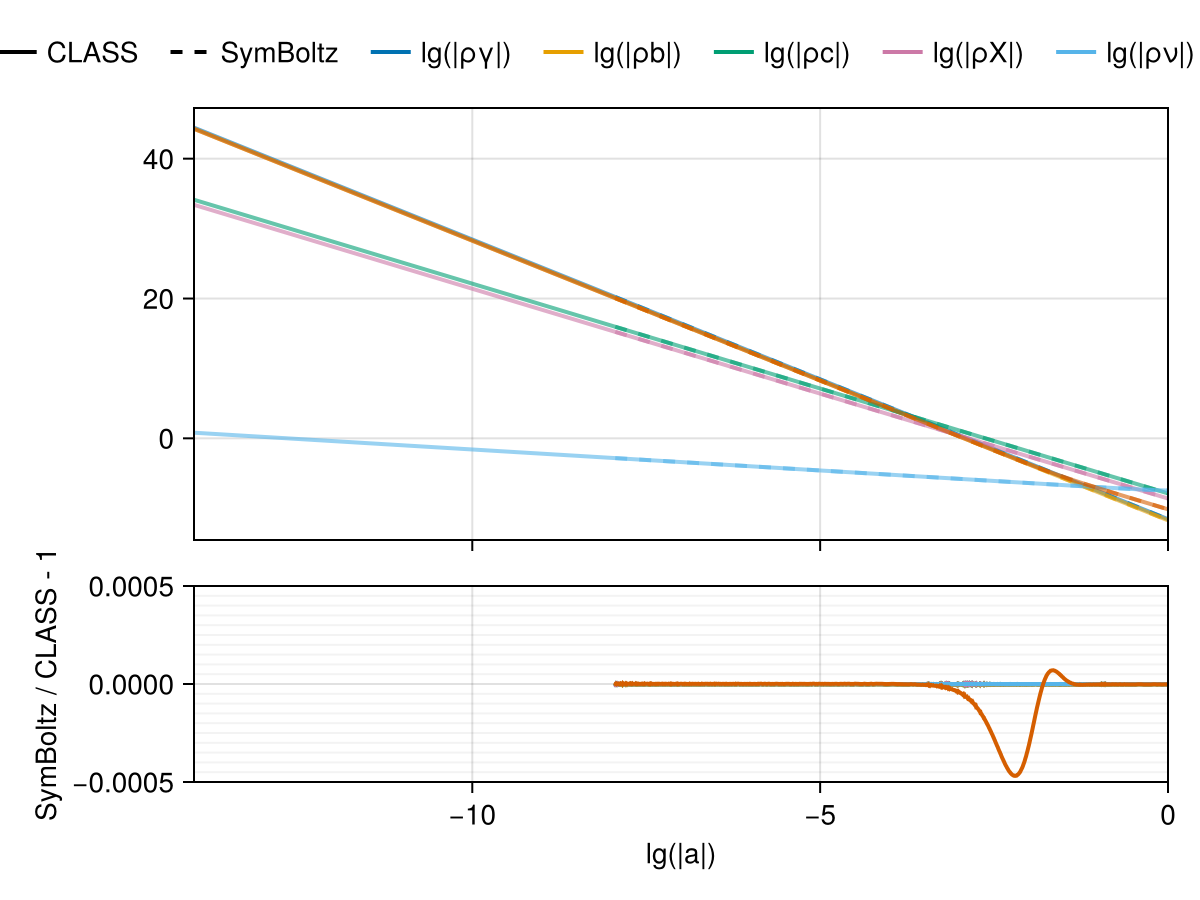 CLASS SymBoltz lg(|ργ|) lg(|ρb|) lg(|ρc|) lg(|ρX|) lg(|ρν|)
40
20
0
SymBoltz / CLASS - 1
0.0005
0.0000
−0.0005
−10 −5 0
lg(|a|)